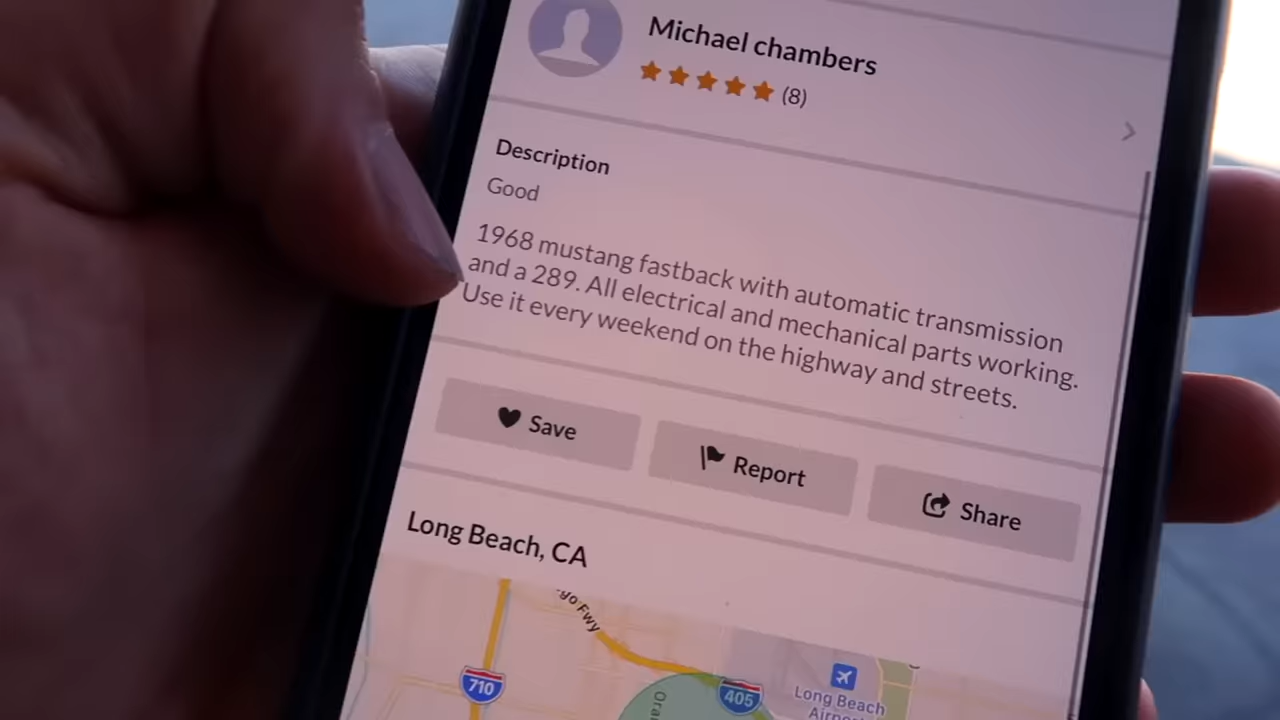 Michael chambers
(8)
Description
Good
1968 mustang fastback with automatic transmission
and a 289. All electrical and mechanical parts working.
Use it every weekend on the highway and streets.
Save
Report
Share
Long Beach, CA
go Fwy
710
405
Long Beach